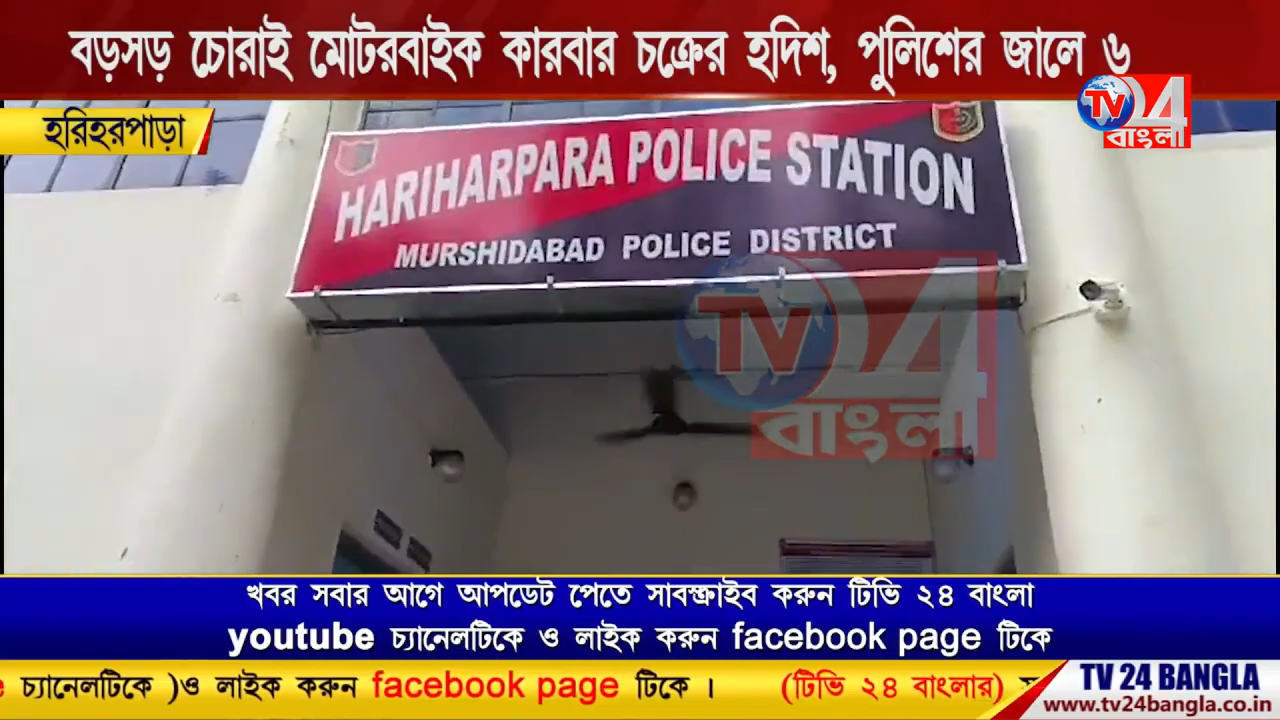 বড়সড় চোরাই মোটরবাইক কারবার চক্রের হদিশ, পুলিশের জালে ৬
TV24
বাংলা
হরিহরপাড়া
HARIHARPARA POLICE STATION
MURSHIDABAD POLICE DISTRICT
TV24
বাংলা
খবর সবার আগে আপডেট পেতে সাবস্ক্রাইব করুন টিভি ২৪ বাংলা
youtube চ্যানেলটিকে ও লাইক করুন facebook page টিকে
চ্যানেলটিকে )ও লাইক করুন facebook page টিকে । (টিভি ২৪ বাংলার)
TV 24 BANGLA
www.tv24bangla.co.in